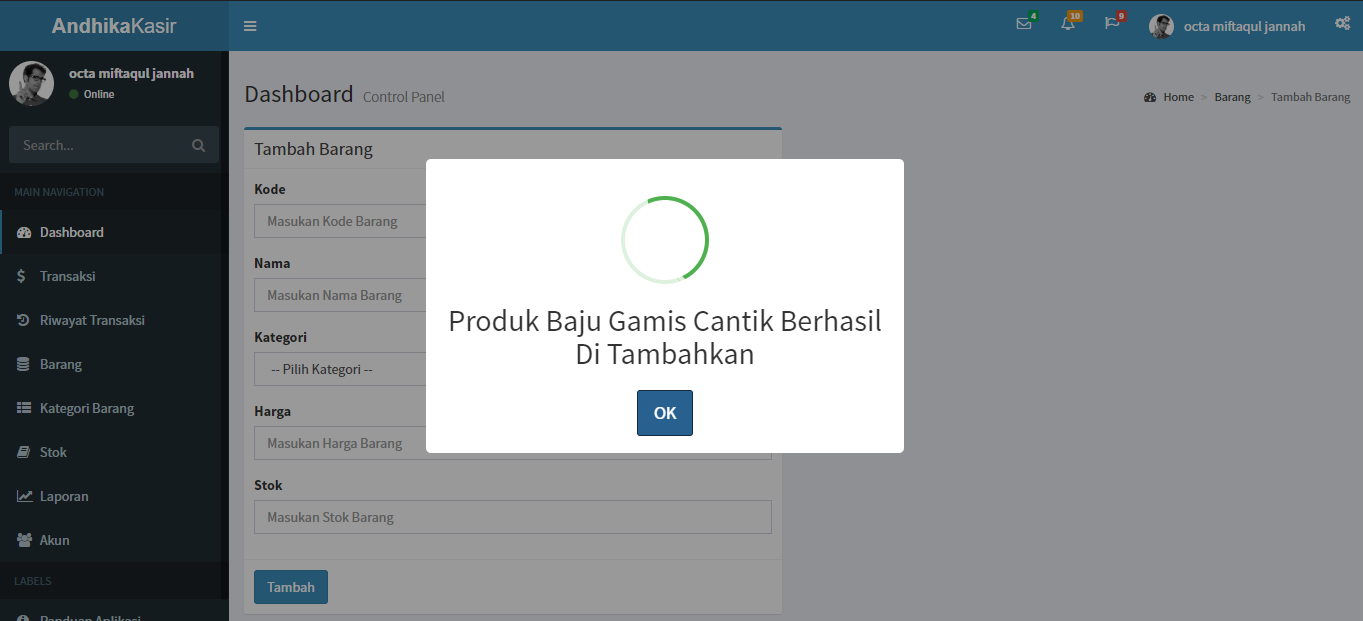 AndhikaKasir
4
10
9
octa miftaqul jannah
octa miftaqul jannah
Online
Search...
MAIN NAVIGATION
Dashboard
Transaksi
Riwayat Transaksi
Barang
Kategori Barang
Stok
Laporan
Akun
LABELS
Panduan Aplikasi
Dashboard Control Panel
Home > Barang > Tambah Barang
Tambah Barang
Kode
Masukan Kode Barang
Nama
Masukan Nama Barang
Kategori
-- Pilih Kategori --
Harga
Masukan Harga Barang
Stok
Masukan Stok Barang
Tambah
Produk Baju Gamis Cantik Berhasil
Di Tambahkan
OK